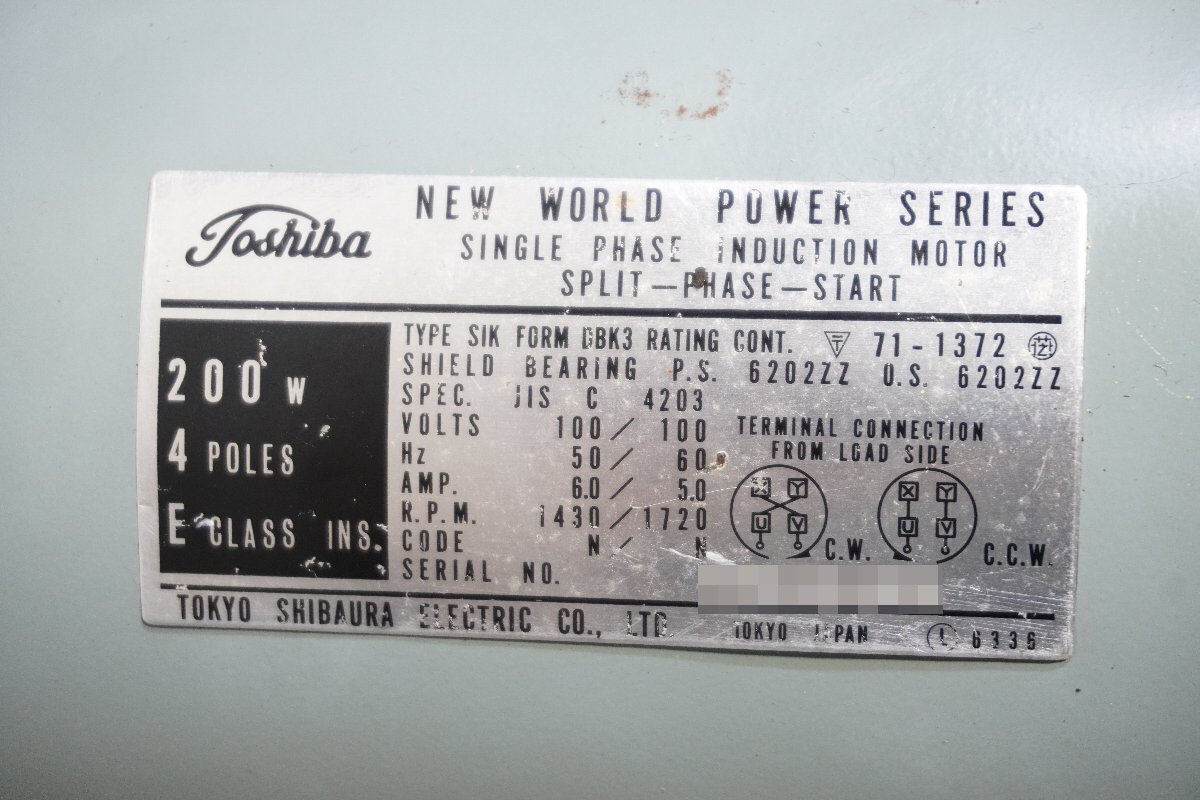 Toshiba
NEW WORLD POWER SERIES
SINGLE PHASE INDUCTION MOTOR
SPLIT-PHASE-START
200 W
4 POLES
E CLASS INS.
TYPE SIK FORM DBK3 RATING CONT. 71-1372
SHIELD BEARING P.S. 6202ZZ O.S. 6202ZZ
SPEC. JIS C 4203
VOLTS 100 / 100
Hz 50 / 60
AMP. 6.0 / 5.0
R.P.M. 1430 / 1720
CODE N / N
SERIAL NO.
TERMINAL CONNECTION
FROM LOAD SIDE
X Y
U V
C.W.
X Y
U V
C.C.W.
TOKYO SHIBAURA ELECTRIC CO., LTD. TOKYO JAPAN L 6336